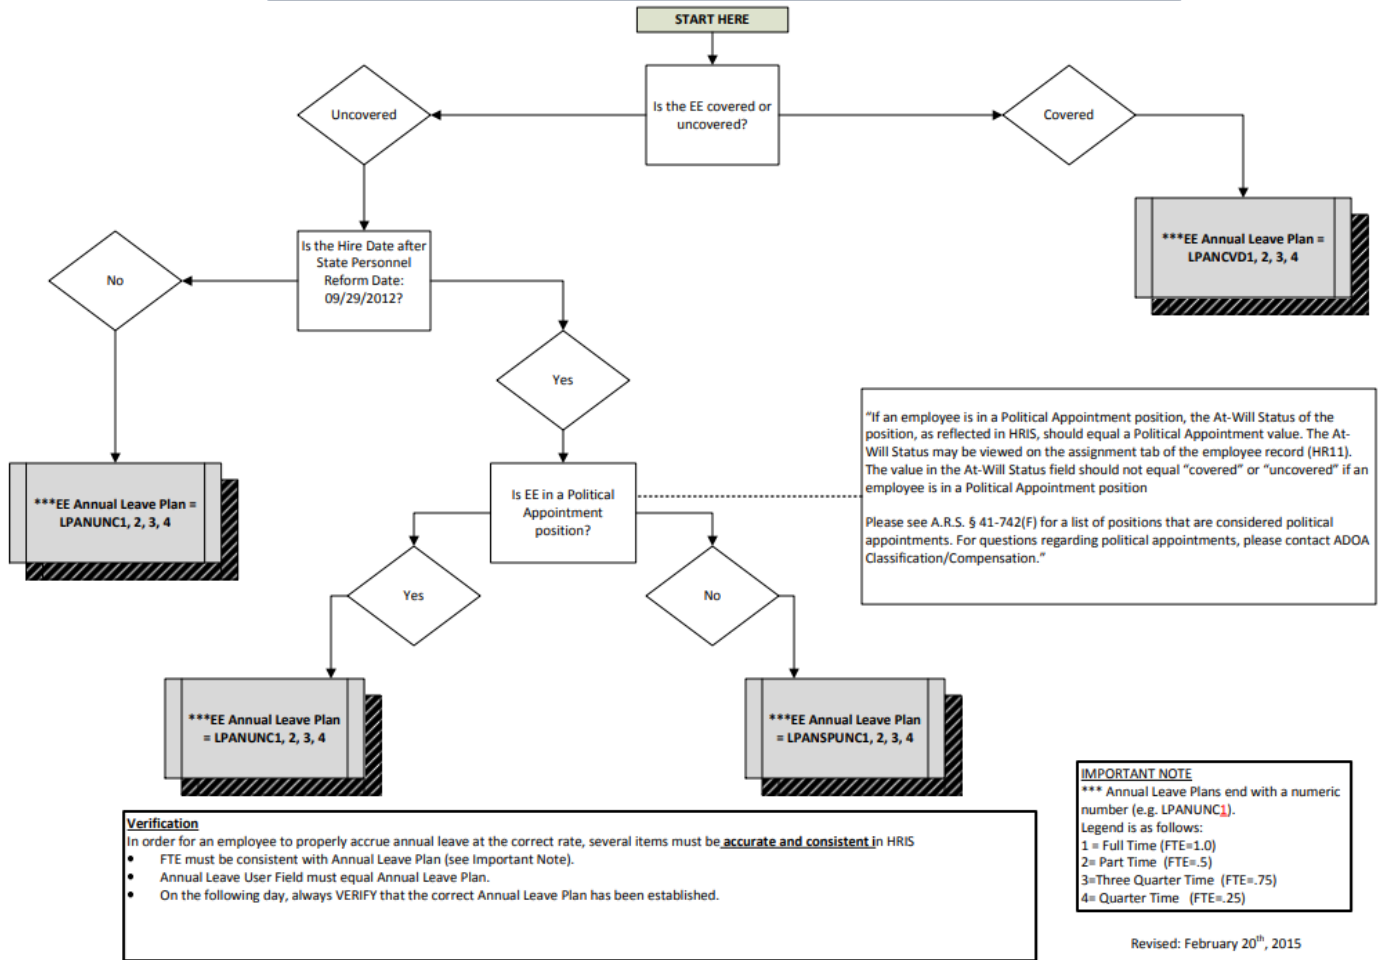 START HERE
Is the EE covered or
uncovered?
Uncovered
Covered
***EE Annual Leave Plan =
LPANCVD1, 2, 3, 4
Is the Hire Date after
State Personnel
Reform Date:
09/29/2012?
No
Yes
"If an employee is in a Political Appointment position, the At-Will Status of the
position, as reflected in HRIS, should equal a Political Appointment value. The At-
Will Status may be viewed on the assignment tab of the employee record (HR11).
The value in the At-Will Status field should not equal "covered" or "uncovered" if an
employee is in a Political Appointment position
Please see A.R.S. § 41-742(F) for a list of positions that are considered political
appointments. For questions regarding political appointments, please contact ADOA
Classification/Compensation."
***EE Annual Leave Plan =
LPANUNC1, 2, 3, 4
Is EE in a Political
Appointment
position?
Yes
No
***EE Annual Leave Plan
= LPANUNC1, 2, 3, 4
***EE Annual Leave Plan
= LPANSPUNC1, 2, 3, 4
Verification
In order for an employee to properly accrue annual leave at the correct rate, several items must be accurate and consistent in HRIS
• FTE must be consistent with Annual Leave Plan (see Important Note).
• Annual Leave User Field must equal Annual Leave Plan.
• On the following day, always VERIFY that the correct Annual Leave Plan has been established.
IMPORTANT NOTE
*** Annual Leave Plans end with a numeric
number (e.g. LPANUNC1).
Legend is as follows:
1 = Full Time (FTE=1.0)
2= Part Time (FTE=.5)
3=Three Quarter Time (FTE=.75)
4= Quarter Time (FTE=.25)
Revised: February 20th, 2015